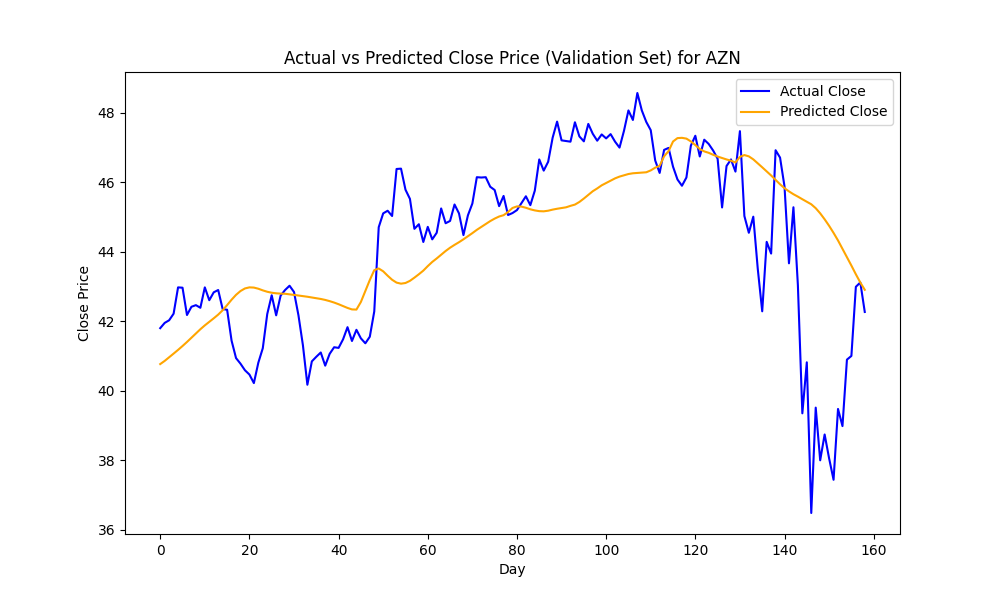 Actual vs Predicted Close Price (Validation Set) for AZN
Actual Close
Predicted Close
Close Price
48
46
44
42
40
38
36
0 20 40 60 80 100 120 140 160
Day